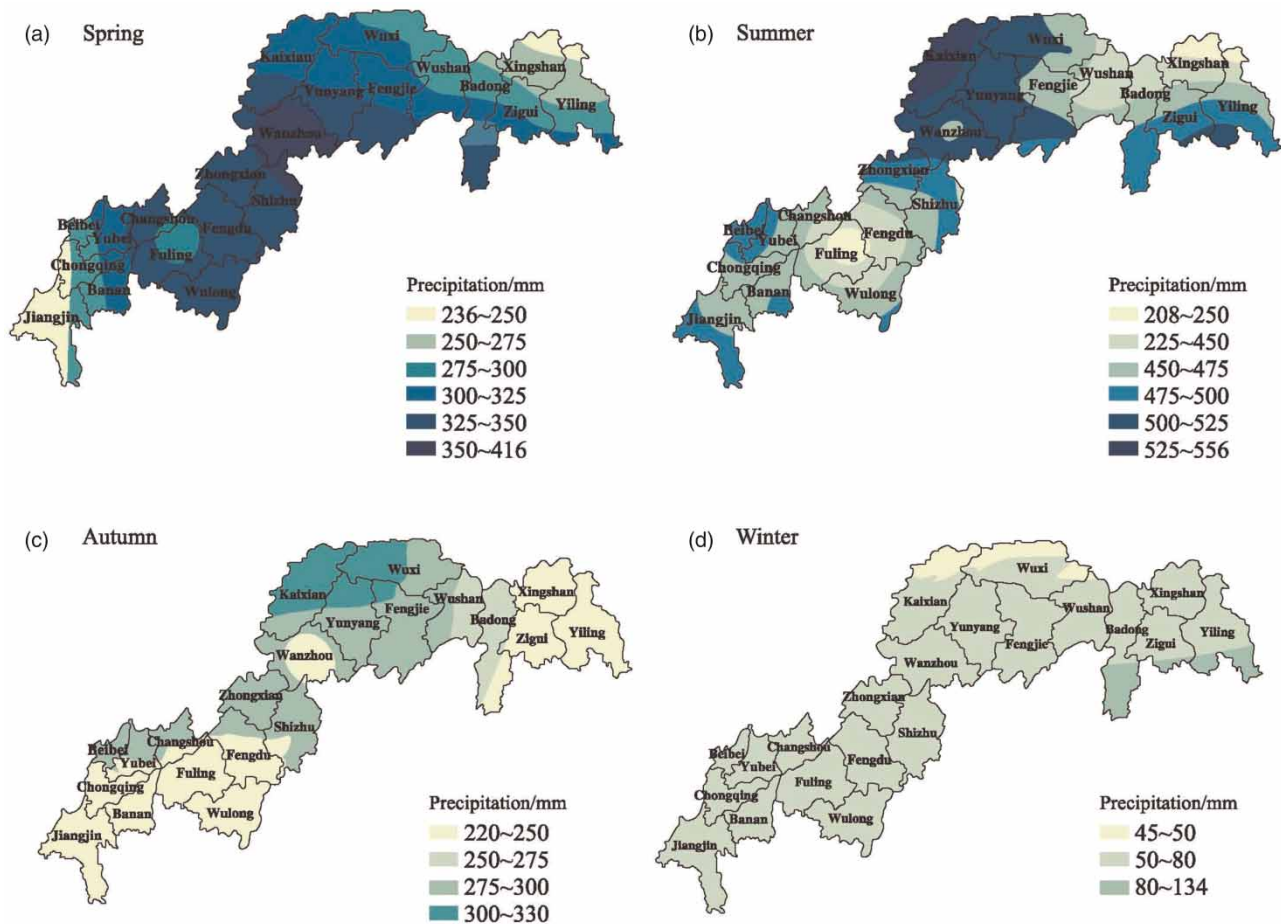 (a) Spring
Wuxi
Kaixian
Wushan
Xingshan
Badong
Yunyang
Fengjie
Yiling
Zigui
Wanzhou
Zhongxian
Shizhu
Beibei
Changshou
Yubei
Fengdu
Fuling
Chongqing
Banan
Wulong
Jiangjin
Precipitation/mm
236~250
250~275
275~300
300~325
325~350
350~416
(b) Summer
Wuxi
Kaixian
Wushan
Xingshan
Fengjie
Badong
Yunyang
Yiling
Zigui
Wanzhou
Zhongxian
Shizhu
Changshou
Beibei
Yubei
Fengdu
Fuling
Chongqing
Banan
Wulong
Jiangjin
Precipitation/mm
208~250
225~450
450~475
475~500
500~525
525~556
(c) Autumn
Wuxi
Kaixian
Wushan
Xingshan
Fengjie
Badong
Yunyang
Zigui
Yiling
Wanzhou
Zhongxian
Shizhu
Changshou
Beibei
Yubei
Fengdu
Fuling
Chongqing
Banan
Wulong
Jiangjin
Precipitation/mm
220~250
250~275
275~300
300~330
(d) Winter
Wuxi
Kaixian
Wushan
Xingshan
Yunyang
Fengjie
Badong
Zigui
Yiling
Wanzhou
Zhongxian
Shizhu
Changshou
Beibei
Yubei
Fengdu
Fuling
Chongqing
Banan
Wulong
Jiangjin
Precipitation/mm
45~50
50~80
80~134